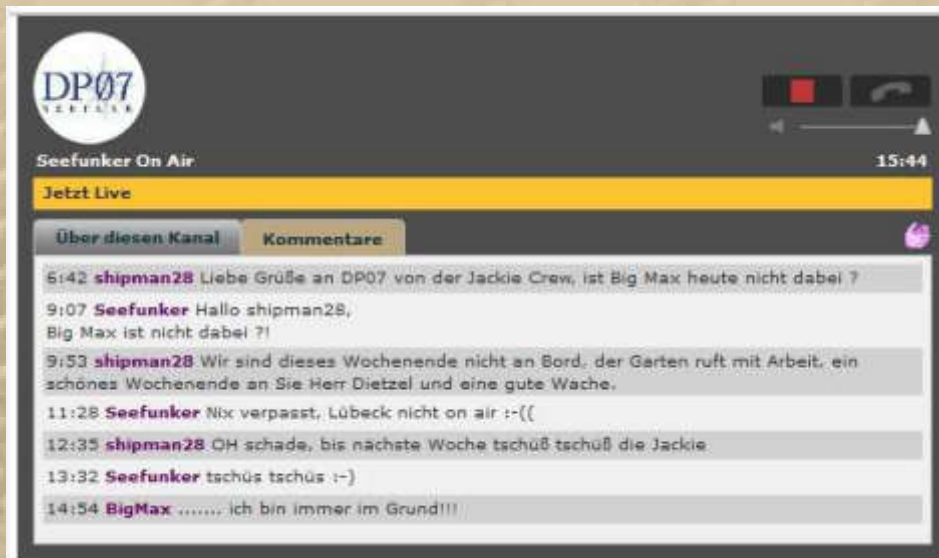 DP07
SEEFUNK
Seefunker On Air
15:44
Jetzt Live
Über diesen Kanal
Kommentare
6:42 shipman28 Liebe Grüße an DP07 von der Jackie Crew, ist Big Max heute nicht dabei ?
9:07 Seefunker Hallo shipman28,
Big Max ist nicht dabei ?!
9:53 shipman28 Wir sind dieses Wochenende nicht an Bord, der Garten ruft mit Arbeit, ein
schönes Wochenende an Sie Herr Dietzel und eine gute Wache.
11:28 Seefunker Nix verpasst, Lübeck nicht on air :-((
12:35 shipman28 OH schade, bis nächste Woche tschüß tschüß die Jackie
13:32 Seefunker tschüs tschüs :-)
14:54 BigMax ....... ich bin immer im Grund!!!